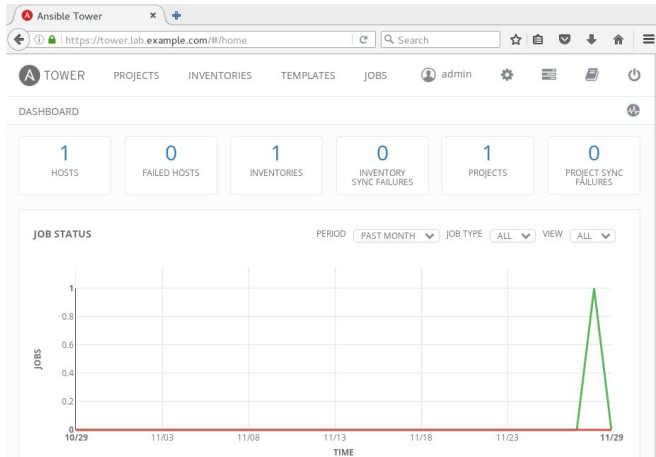 Ansible Tower
https://tower.lab.example.com/#/home
Search
A TOWER PROJECTS INVENTORIES TEMPLATES JOBS admin
DASHBOARD
1 0 1 0 1 0
HOSTS FAILED HOSTS INVENTORIES INVENTORY SYNC FAILURES PROJECTS PROJECT SYNC FAILURES
JOB STATUS PERIOD PAST MONTH JOB TYPE ALL VIEW ALL
1
0.8
0.6
0.4
0.2
0
JOBS
10/29 11/03 11/08 11/13 11/18 11/23 11/29
TIME